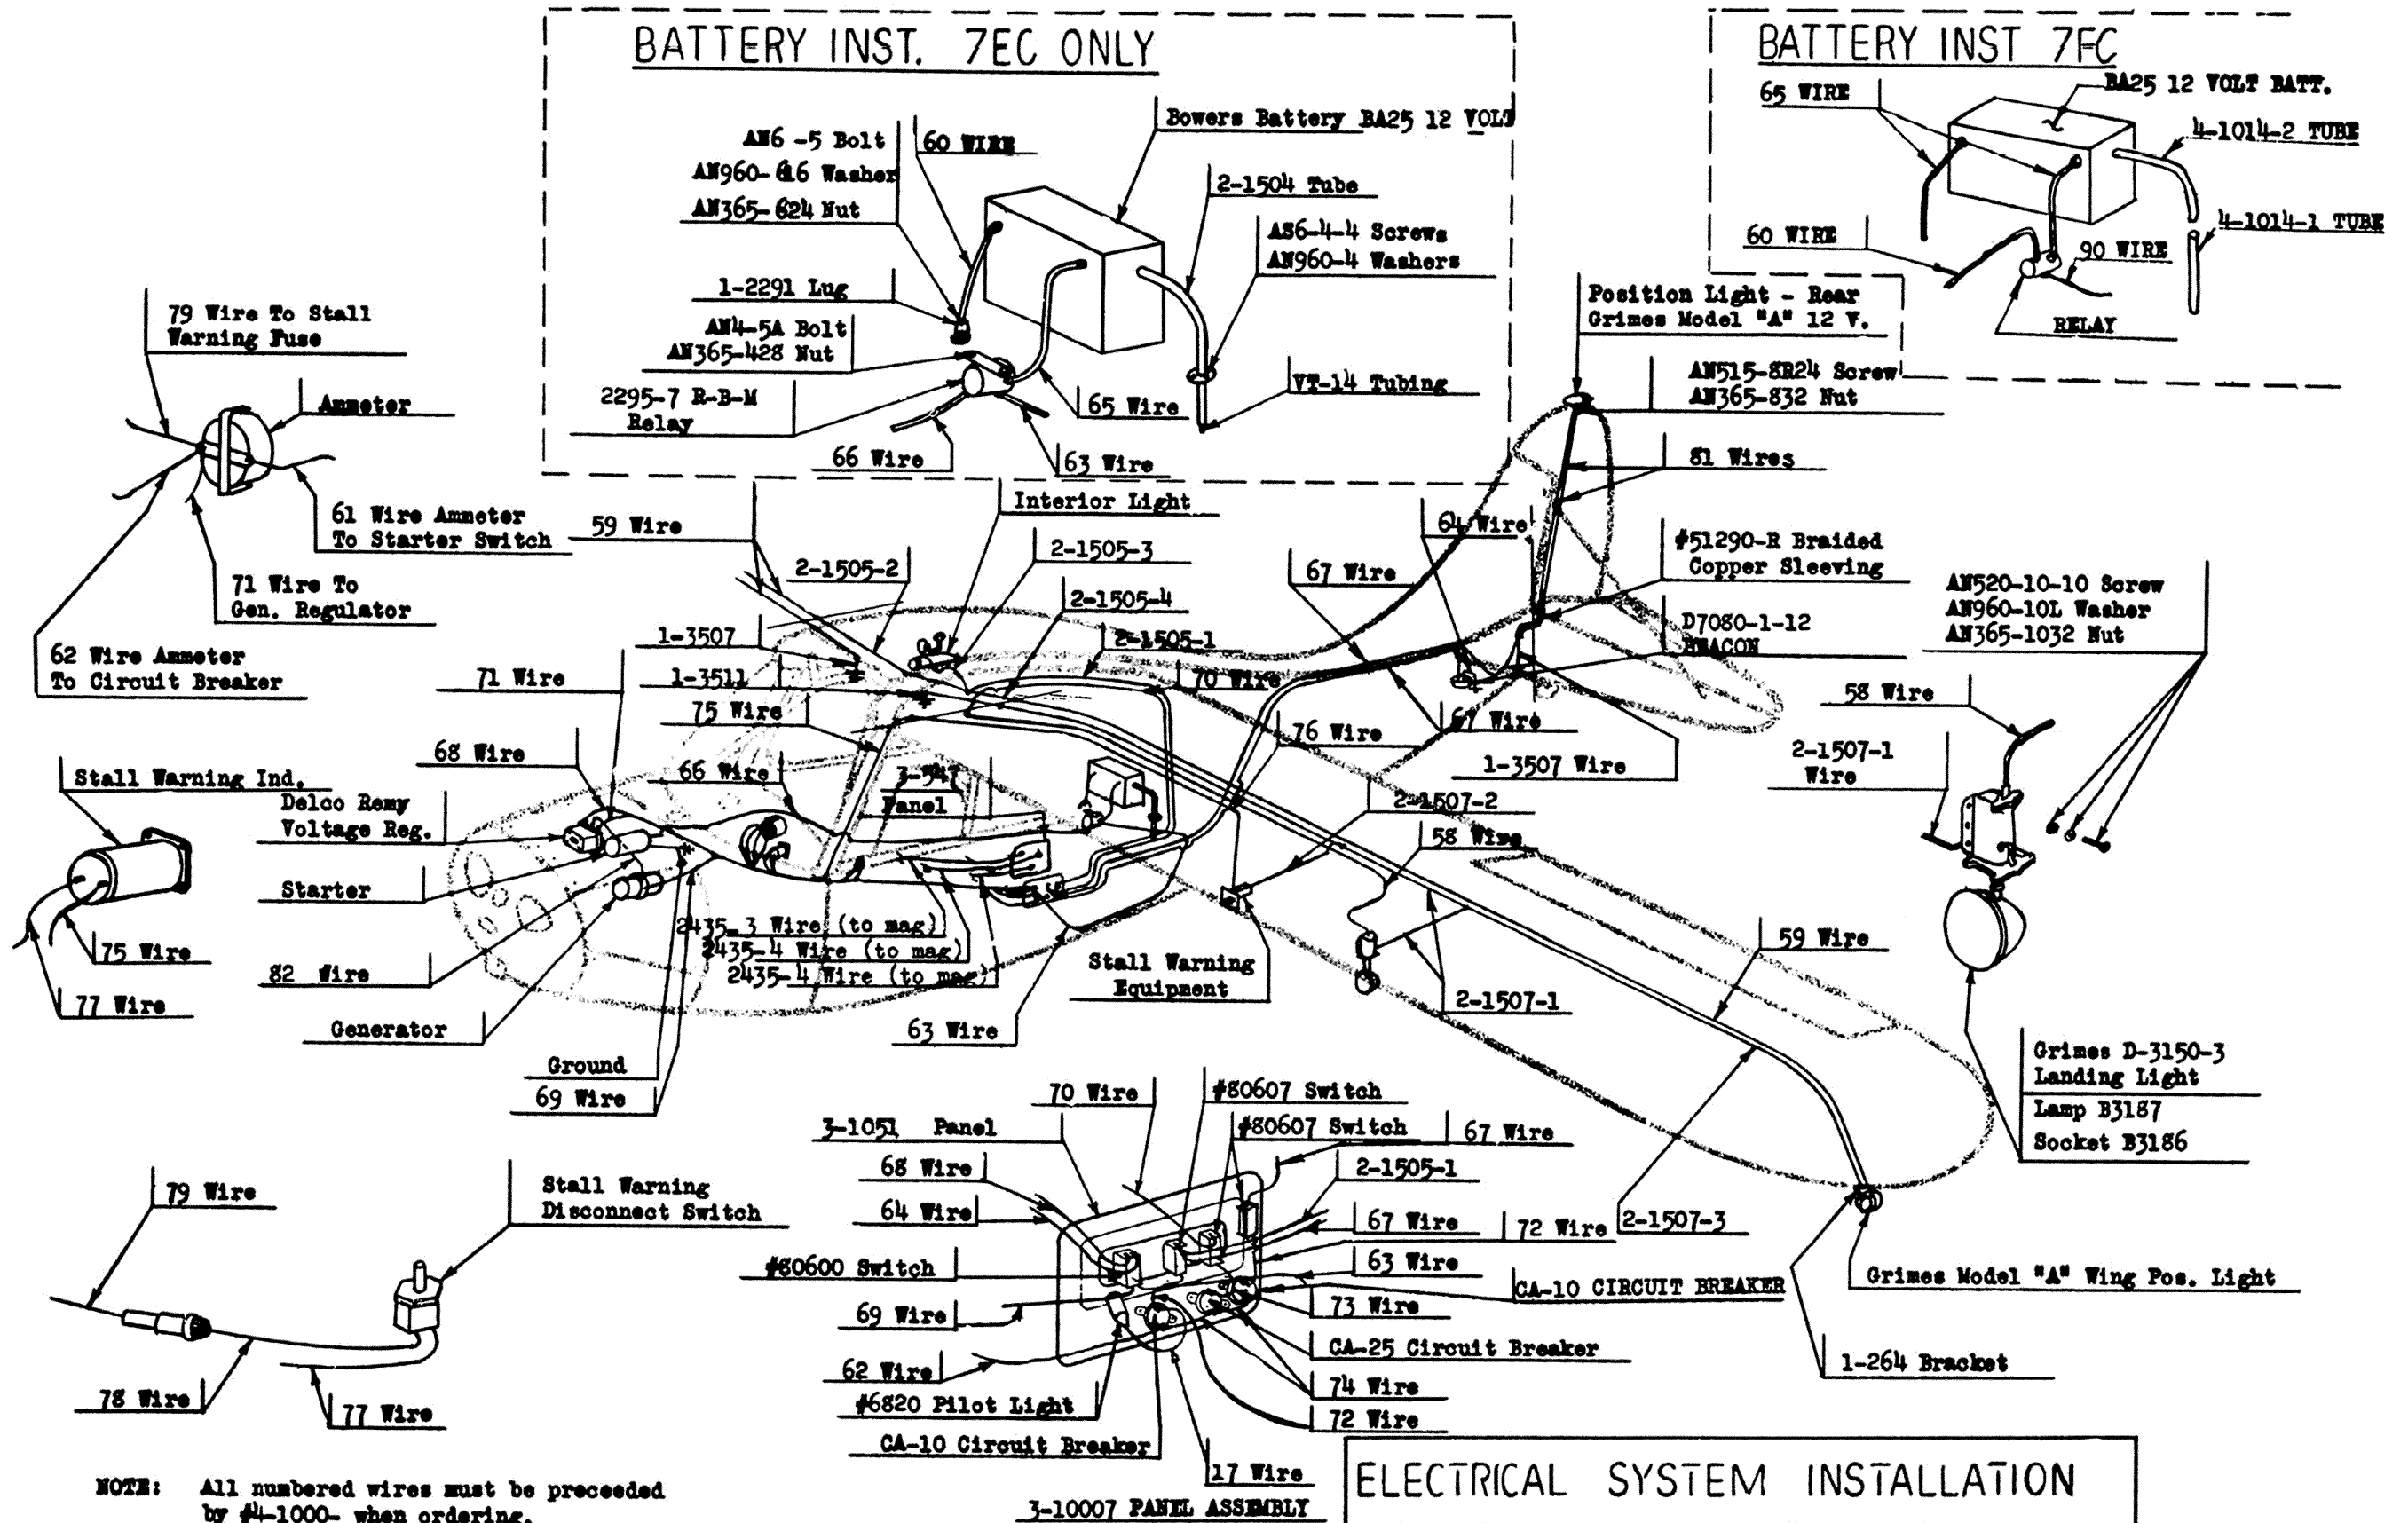 BATTERY INST. 7EC ONLY
AN6 -5 Bolt
AN960-616 Washer
AN365-624 Nut
60 WIRE
Bowers Battery BA25 12 VOLT
2-1504 Tube
AS6-4-4 Screws
AN960-4 Washers
1-2291 Lug
AN4-5A Bolt
AN365-428 Nut
2295-7 R-B-M
Relay
66 Wire
63 Wire
65 Wire
VT-14 Tubing
BATTERY INST 7FC
65 WIRE
BA25 12 VOLT BATT.
4-1014-2 TUBE
4-1014-1 TUBE
60 WIRE
90 WIRE
RELAY
79 Wire To Stall
Warning Fuse
Ammeter
61 Wire Ammeter
To Starter Switch
71 Wire To
Gen. Regulator
62 Wire Ammeter
To Circuit Breaker
Position Light - Rear
Grimes Model "A" 12 V.
AN515-8R24 Screw
AN365-832 Nut
81 Wires
64 Wire
#51290-R Braided
Copper Sleeving
D7080-1-12
BEACON
AN520-10-10 Screw
AN960-10L Washer
AN365-1032 Nut
59 Wire
Interior Light
2-1505-2
2-1505-3
2-1505-4
2-1505-1
67 Wire
1-3507
1-3511
71 Wire
75 Wire
70 Wire
76 Wire
67 Wire
1-3507 Wire
58 Wire
2-1507-1
Wire
68 Wire
66 Wire
3-547
Panel
2-1507-2
58 Wire
Stall Warning Ind.
Delco Remy
Voltage Reg.
Starter
75 Wire
77 Wire
82 Wire
Generator
2435-3 Wire (to mag)
2435-4 Wire (to mag)
2435-4 Wire (to mag)
63 Wire
Stall Warning
Equipment
2-1507-1
59 Wire
Ground
69 Wire
Grimes D-3150-3
Landing Light
Lamp B3187
Socket B3186
70 Wire
#80607 Switch
#80607 Switch
67 Wire
3-1051 Panel
68 Wire
64 Wire
2-1505-1
67 Wire
72 Wire
2-1507-3
#80600 Switch
63 Wire
CA-10 CIRCUIT BREAKER
Grimes Model "A" Wing Pos. Light
69 Wire
73 Wire
CA-25 Circuit Breaker
1-264 Bracket
62 Wire
74 Wire
#6820 Pilot Light
72 Wire
CA-10 Circuit Breaker
17 Wire
3-10007 PANEL ASSEMBLY
79 Wire
Stall Warning
Disconnect Switch
78 Wire
77 Wire
NOTE: All numbered wires must be preceeded
by #4-1000- when ordering.
ELECTRICAL SYSTEM INSTALLATION